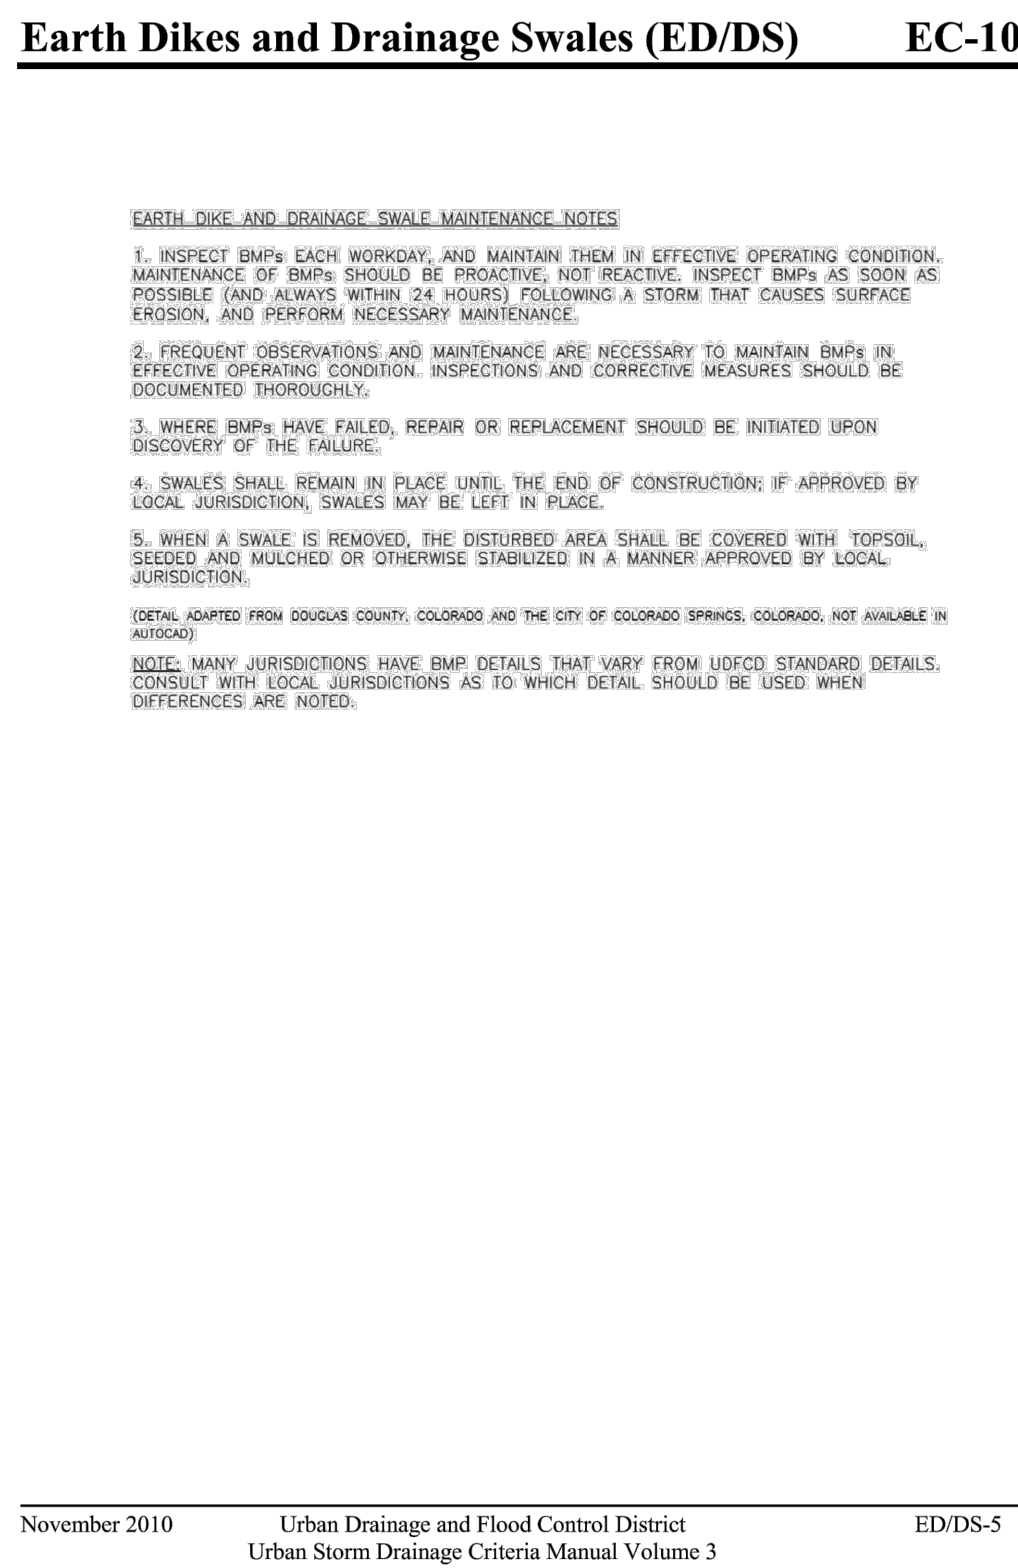 Earth Dikes and Drainage Swales (ED/DS) EC-10
EARTH DIKE AND DRAINAGE SWALE MAINTENANCE NOTES
1. INSPECT BMPs EACH WORKDAY, AND MAINTAIN THEM IN EFFECTIVE OPERATING CONDITION.
MAINTENANCE OF BMPs SHOULD BE PROACTIVE, NOT REACTIVE. INSPECT BMPs AS SOON AS
POSSIBLE (AND ALWAYS WITHIN 24 HOURS) FOLLOWING A STORM THAT CAUSES SURFACE
EROSION, AND PERFORM NECESSARY MAINTENANCE.
2. FREQUENT OBSERVATIONS AND MAINTENANCE ARE NECESSARY TO MAINTAIN BMPs IN
EFFECTIVE OPERATING CONDITION. INSPECTIONS AND CORRECTIVE MEASURES SHOULD BE
DOCUMENTED THOROUGHLY.
3. WHERE BMPs HAVE FAILED, REPAIR OR REPLACEMENT SHOULD BE INITIATED UPON
DISCOVERY OF THE FAILURE.
4. SWALES SHALL REMAIN IN PLACE UNTIL THE END OF CONSTRUCTION; IF APPROVED BY
LOCAL JURISDICTION, SWALES MAY BE LEFT IN PLACE.
5. WHEN A SWALE IS REMOVED, THE DISTURBED AREA SHALL BE COVERED WITH TOPSOIL,
SEEDED AND MULCHED OR OTHERWISE STABILIZED IN A MANNER APPROVED BY LOCAL
JURISDICTION.
(DETAIL ADAPTED FROM DOUGLAS COUNTY, COLORADO AND THE CITY OF COLORADO SPRINGS, COLORADO, NOT AVAILABLE IN
AUTOCAD)
NOTE: MANY JURISDICTIONS HAVE BMP DETAILS THAT VARY FROM UDFCD STANDARD DETAILS.
CONSULT WITH LOCAL JURISDICTIONS AS TO WHICH DETAIL SHOULD BE USED WHEN
DIFFERENCES ARE NOTED.
November 2010 Urban Drainage and Flood Control District ED/DS-5
Urban Storm Drainage Criteria Manual Volume 3